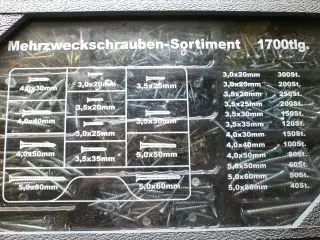 Mehrzweckschrauben-Sortiment 1700tlg.
4,0x30mm
3,0x20mm
3,5x25mm
3,5x20mm
4,0x40mm
3,5x30mm
3,0x25mm
4,0x50mm
3,5x35mm
5,0x50mm
5,0x60mm
5,0x60mm
3,0x20mm 300St.
3,0x25mm 200St.
3,5x20mm 250St.
3,5x25mm 200St.
3,5x30mm 150St.
3,5x35mm 120St.
4,0x30mm 150St.
4,0x40mm 100St.
4,0x50mm 80St.
5,0x50mm 60St.
5,0x60mm 50St.
5,0x60mm 40St.